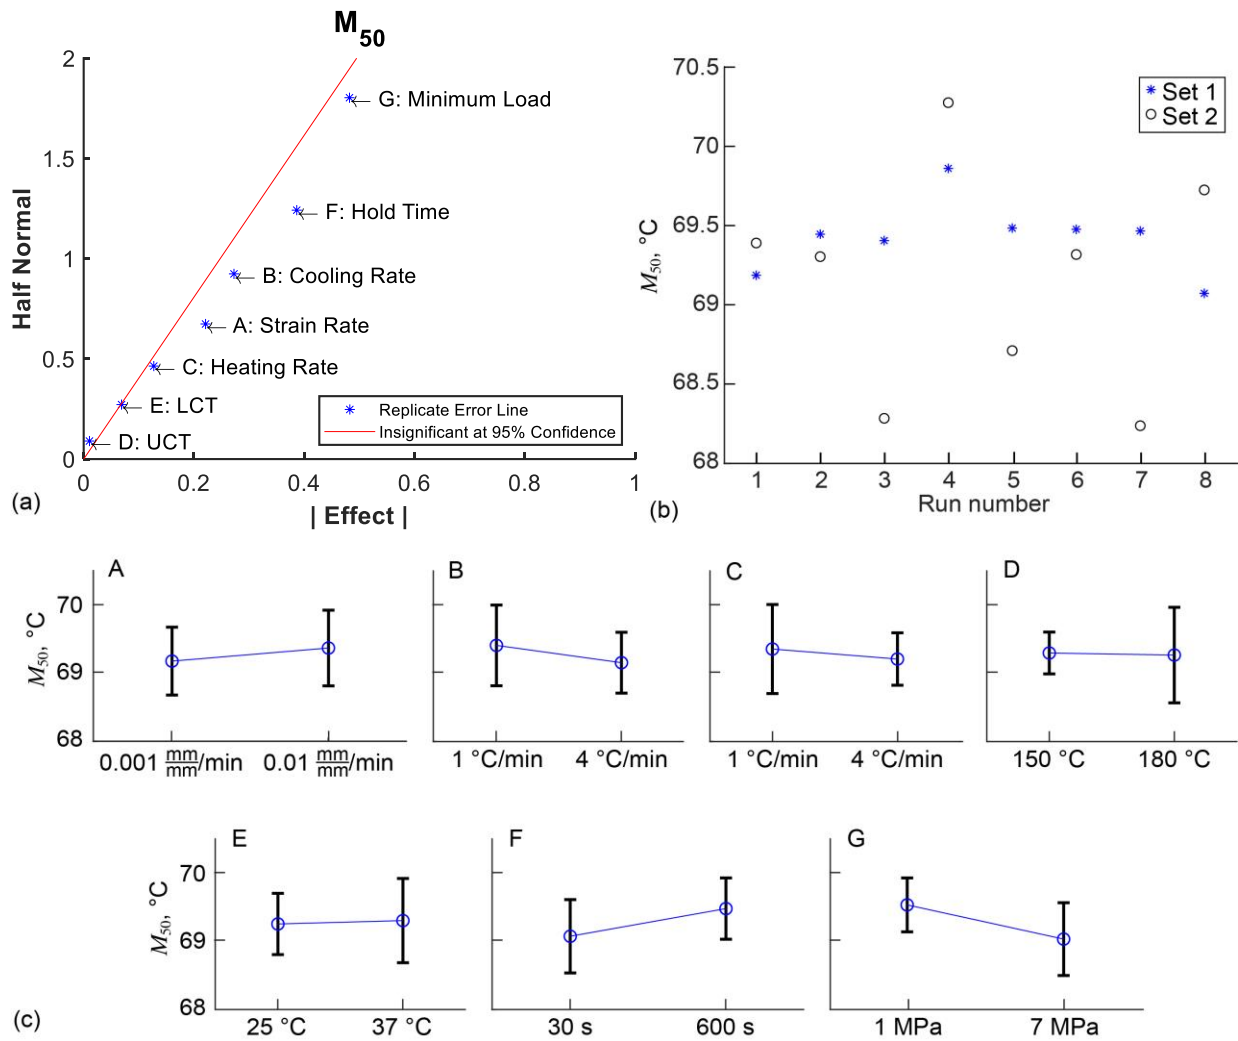 M50
2
1.5
1
0.5
0
Half Normal
G: Minimum Load
F: Hold Time
B: Cooling Rate
A: Strain Rate
C: Heating Rate
E: LCT
D: UCT
Replicate Error Line
Insignificant at 95% Confidence
0 0.2 0.4 0.6 0.8 1
| Effect |
(a)
70.5
70
69.5
69
68.5
68
M50, °C
Set 1
Set 2
1 2 3 4 5 6 7 8
Run number
(b)
A
70
69
68
M50, °C
0.001 mm/mm/min 0.01 mm/mm/min
B
1 °C/min 4 °C/min
C
1 °C/min 4 °C/min
D
150 °C 180 °C
E
70
69
68
M50, °C
25 °C 37 °C
F
30 s 600 s
G
1 MPa 7 MPa
(c)